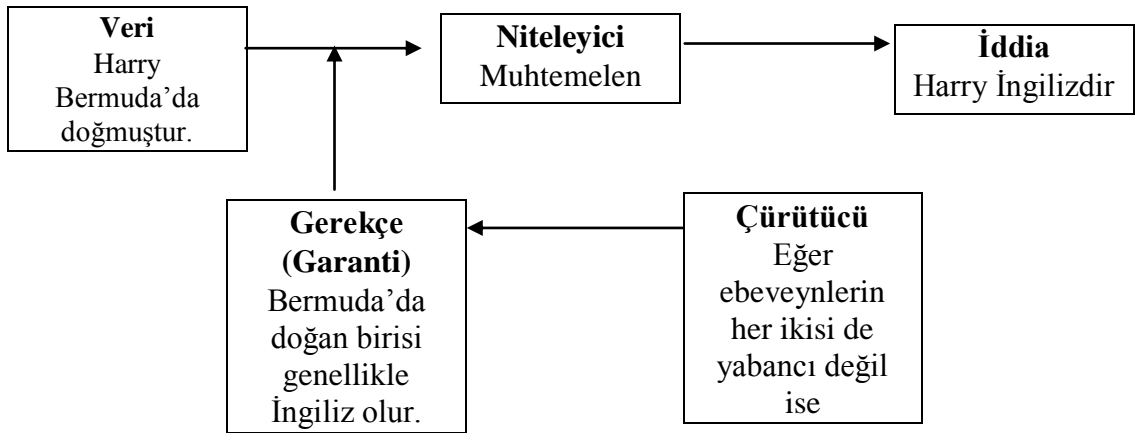 Veri
Harry
Bermuda’da
doğmuştur.
Niteleyici
Muhtemelen
İddia
Harry İngilizdir
Gerekçe
(Garanti)
Bermuda’da
doğan birisi
genellikle
İngiliz olur.
Çürütücü
Eğer
ebeveynlerin
her ikisi de
yabancı değil
ise